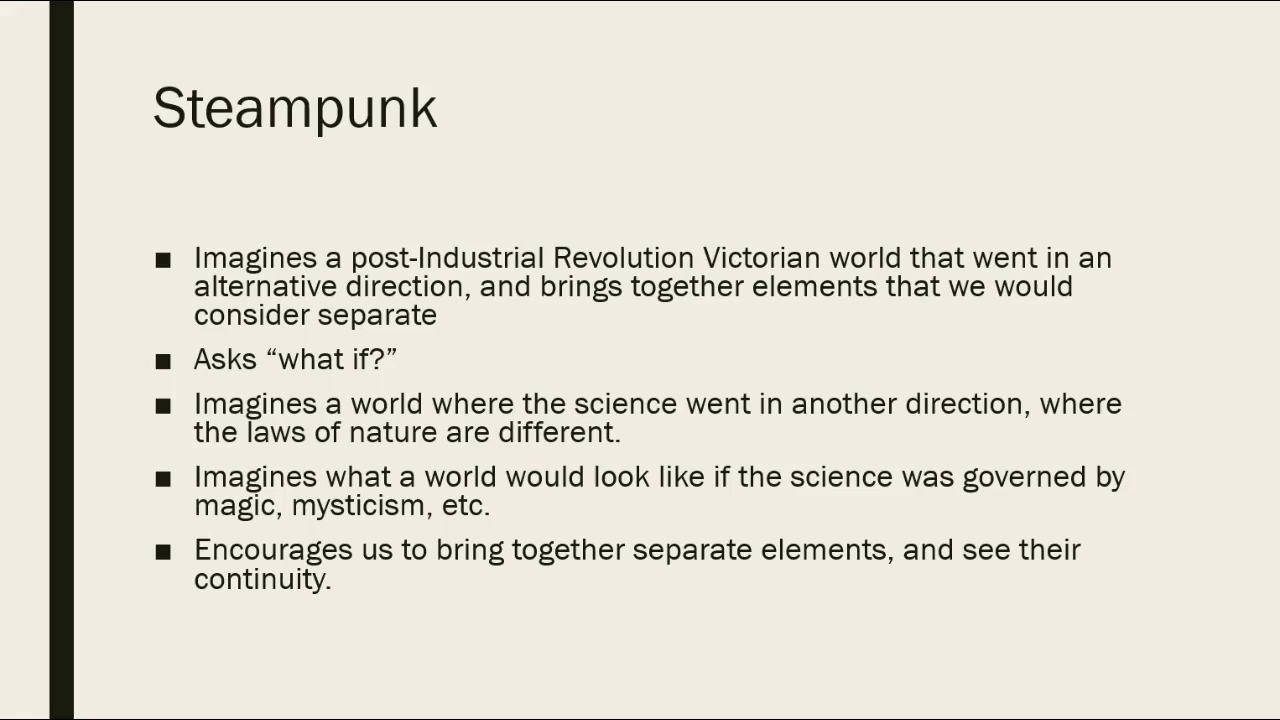 Steampunk
■ Imagines a post-Industrial Revolution Victorian world that went in an
alternative direction, and brings together elements that we would
consider separate
■ Asks “what if?”
■ Imagines a world where the science went in another direction, where
the laws of nature are different.
■ Imagines what a world would look like if the science was governed by
magic, mysticism, etc.
■ Encourages us to bring together separate elements, and see their
continuity.